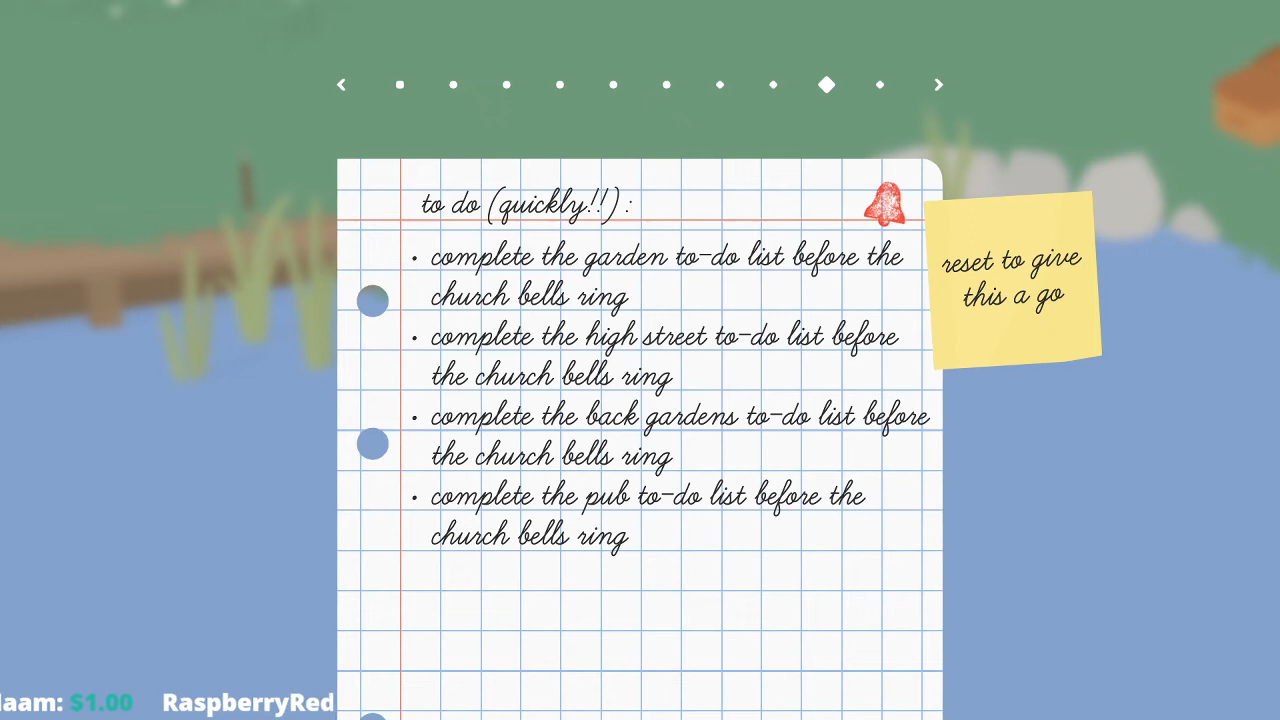 to do (quickly!!) :
• complete the garden to-do list before the
church bells ring
• complete the high street to-do list before
the church bells ring
• complete the back gardens to-do list before
the church bells ring
• complete the pub to-do list before the
church bells ring
reset to give
this a go
laam: $1.00 RaspberryRed